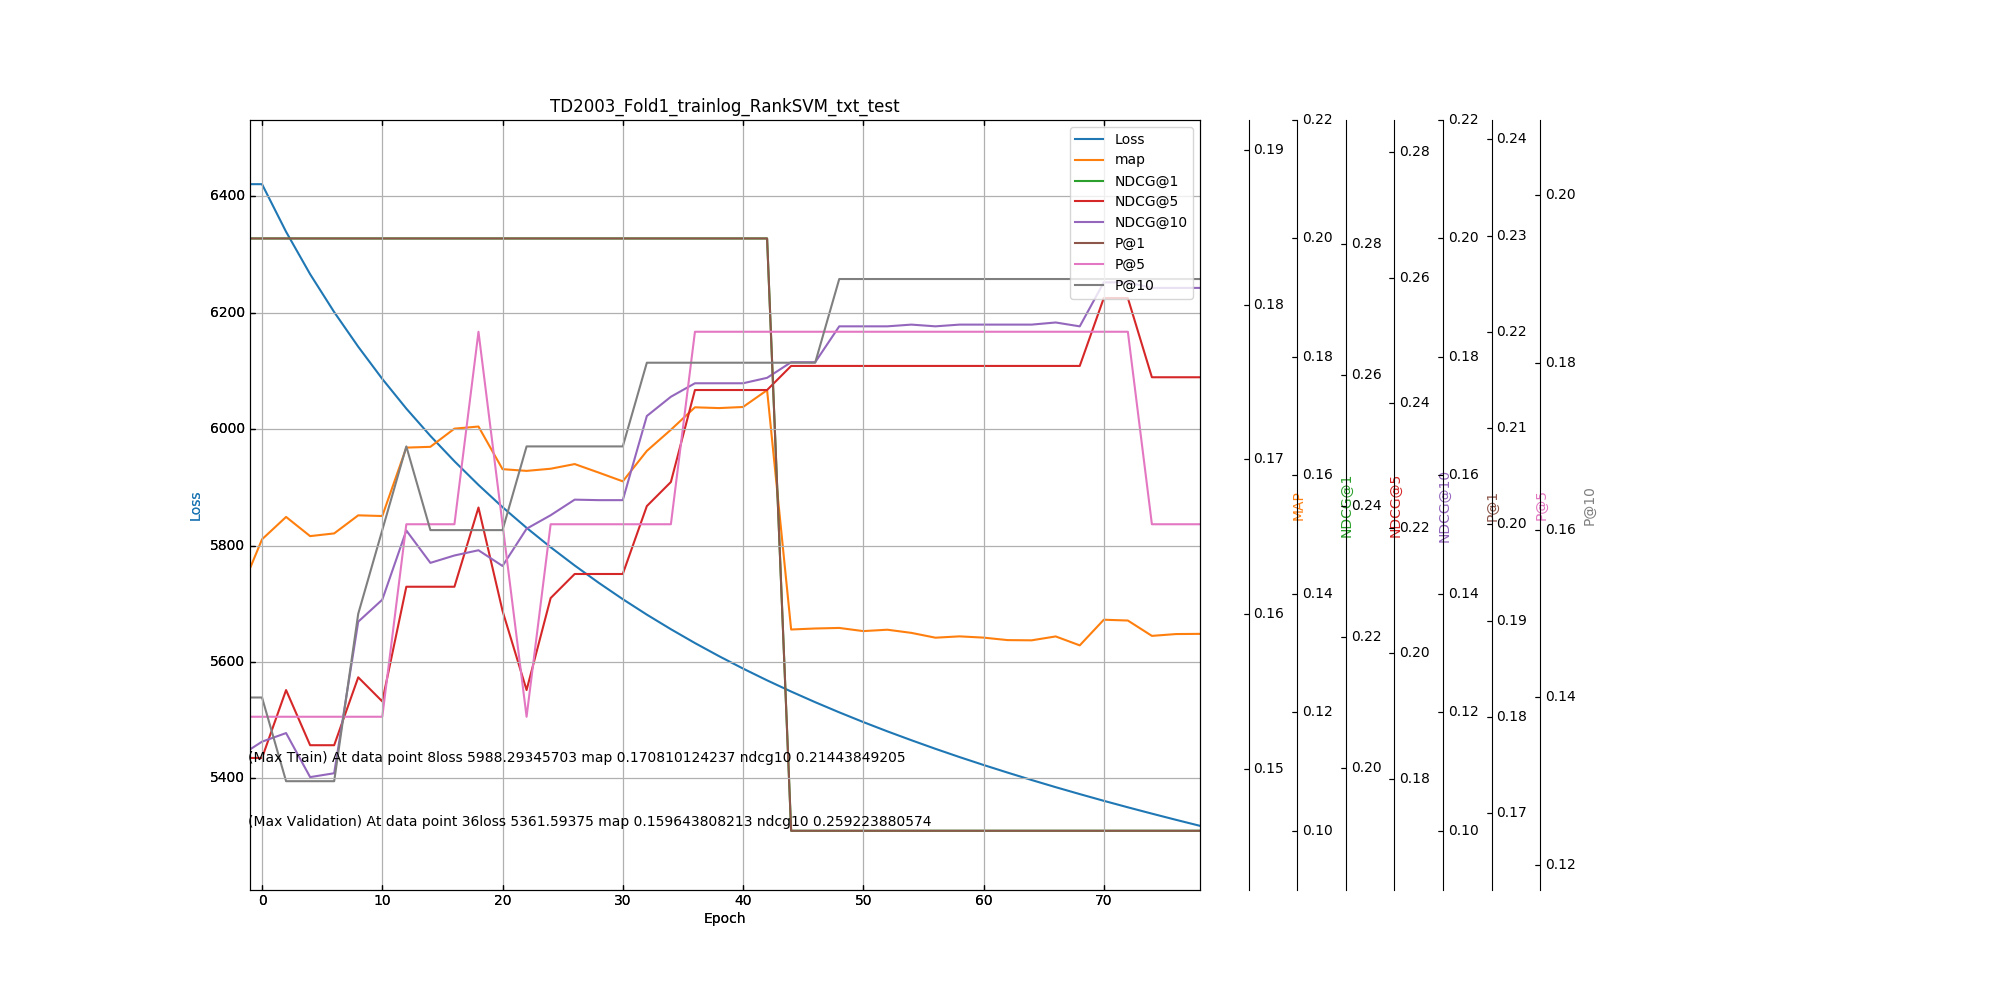 TD2003_Fold1_trainlog_RankSVM_txt_test
Loss
map
NDCG@1
NDCG@5
NDCG@10
P@1
P@5
P@10
6400
6200
6000
5800
5600
5400
Loss
(Max Train) At data point 8loss 5988.29345703 map 0.170810124237 ndcg10 0.21443849205
(Max Validation) At data point 36loss 5361.59375 map 0.159643808213 ndcg10 0.259223880574
0 10 20 30 40 50 60 70
Epoch
0.19
0.18
0.17
0.16
0.15
MAP
0.22
0.20
0.18
0.16
0.14
0.12
0.10
NDCG@1
0.28
0.26
0.24
0.22
0.20
NDCG@5
0.28
0.26
0.24
0.22
0.20
0.18
NDCG@10
0.22
0.20
0.18
0.16
0.14
0.12
0.10
P@1
0.24
0.23
0.22
0.21
0.20
0.19
0.18
0.17
P@5
0.20
0.18
0.16
0.14
0.12
P@10